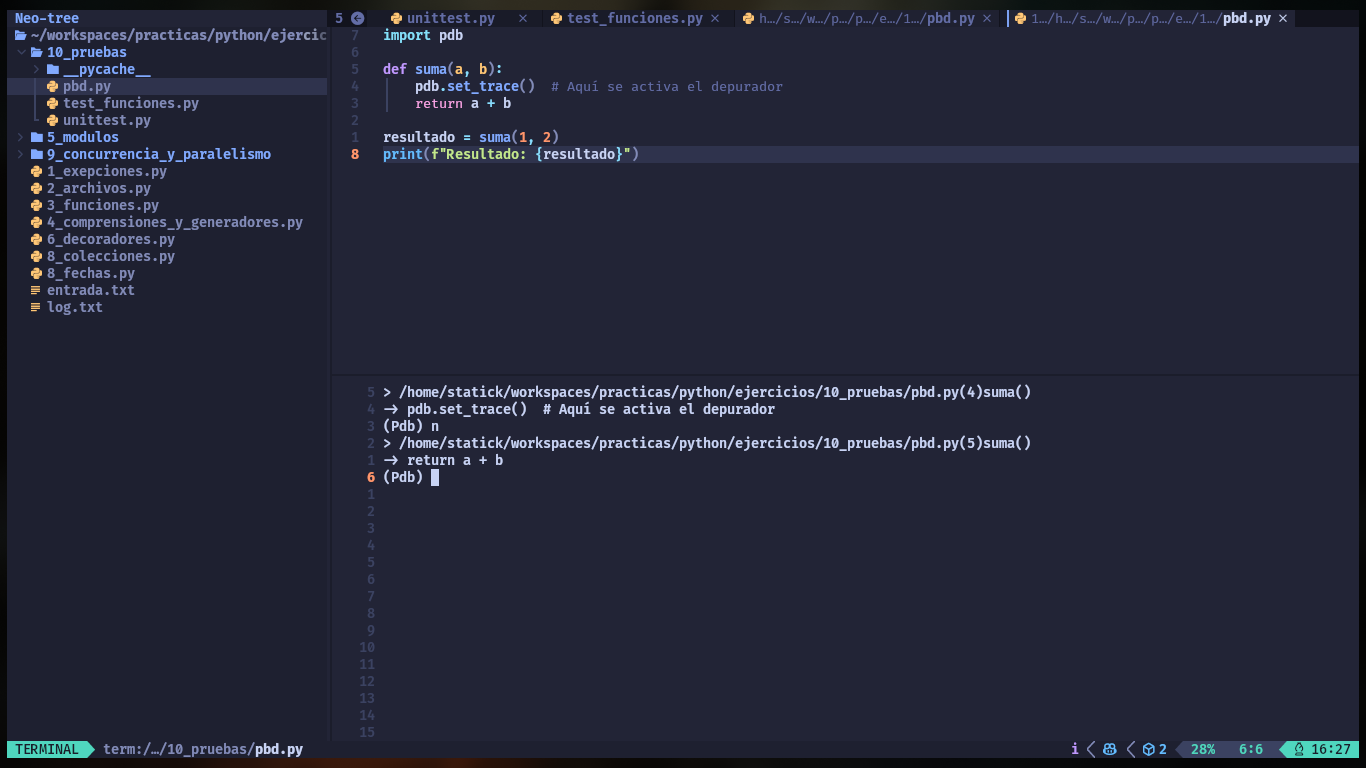 Neo-tree
5 unittest.py × test_funciones.py × h…/s…/w…/p…/p…/e…/1…/pbd.py × 1…/h…/s…/w…/p…/p…/e…/1…/pbd.py ×
~/workspaces/practicas/python/ejercic
10_pruebas
__pycache__
pbd.py
test_funciones.py
unittest.py
5_modulos
9_concurrencia_y_paralelismo
1_exepciones.py
2_archivos.py
3_funciones.py
4_comprensiones_y_generadores.py
6_decoradores.py
8_colecciones.py
8_fechas.py
entrada.txt
log.txt
7 import pdb
6
5 def suma(a, b):
4 pdb.set_trace()  # Aquí se activa el depurador
3 return a + b
2
1 resultado = suma(1, 2)
8 print(f"Resultado: {resultado}")
5 > /home/statick/workspaces/practicas/python/ejercicios/10_pruebas/pbd.py(4)suma()
4 -> pdb.set_trace()  # Aquí se activa el depurador
3 (Pdb) n
2 > /home/statick/workspaces/practicas/python/ejercicios/10_pruebas/pbd.py(5)suma()
1 -> return a + b
6 (Pdb)
1
2
3
4
5
6
7
8
9
10
11
12
13
14
15
TERMINAL term:/…/10_pruebas/pbd.py i 2 28% 6:6 16:27